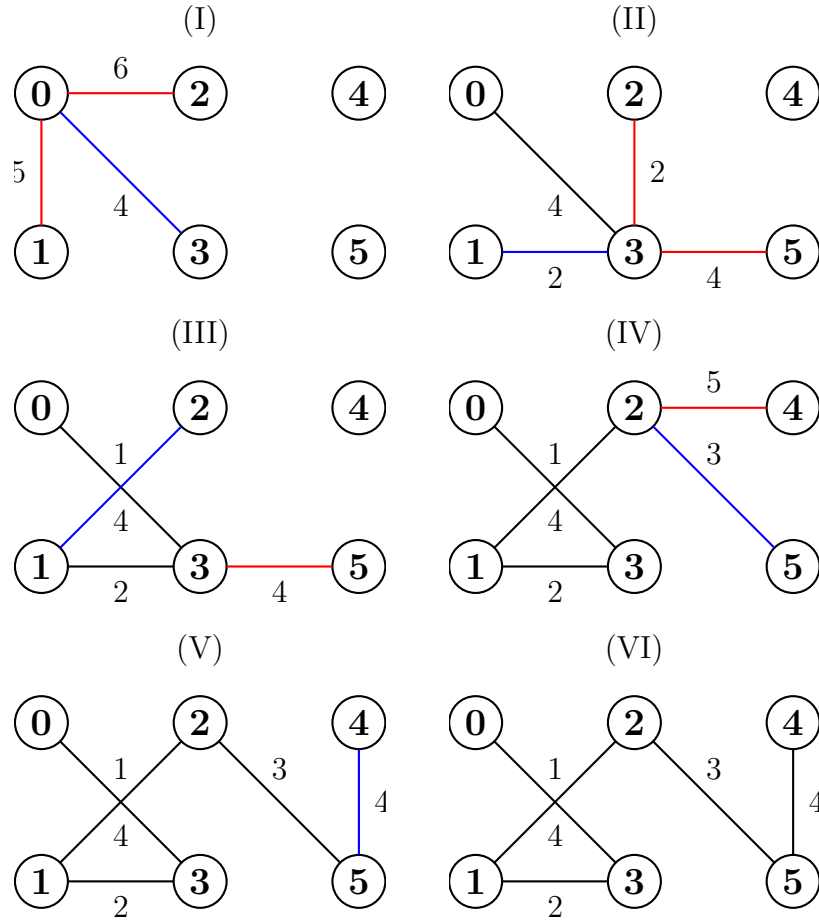 (I) (II)
6
0 2 4 0 2 4
5 4 4 2
1 3 5 1 3 5
2 4
(III) (IV)
5
0 2 4 0 2 4
1 1 3
4 4
1 3 5 1 3 5
2 4 2
(V) (VI)
0 2 4 0 2 4
1 3 1 3
4 4 4 4
1 3 5 1 3 5
2 2